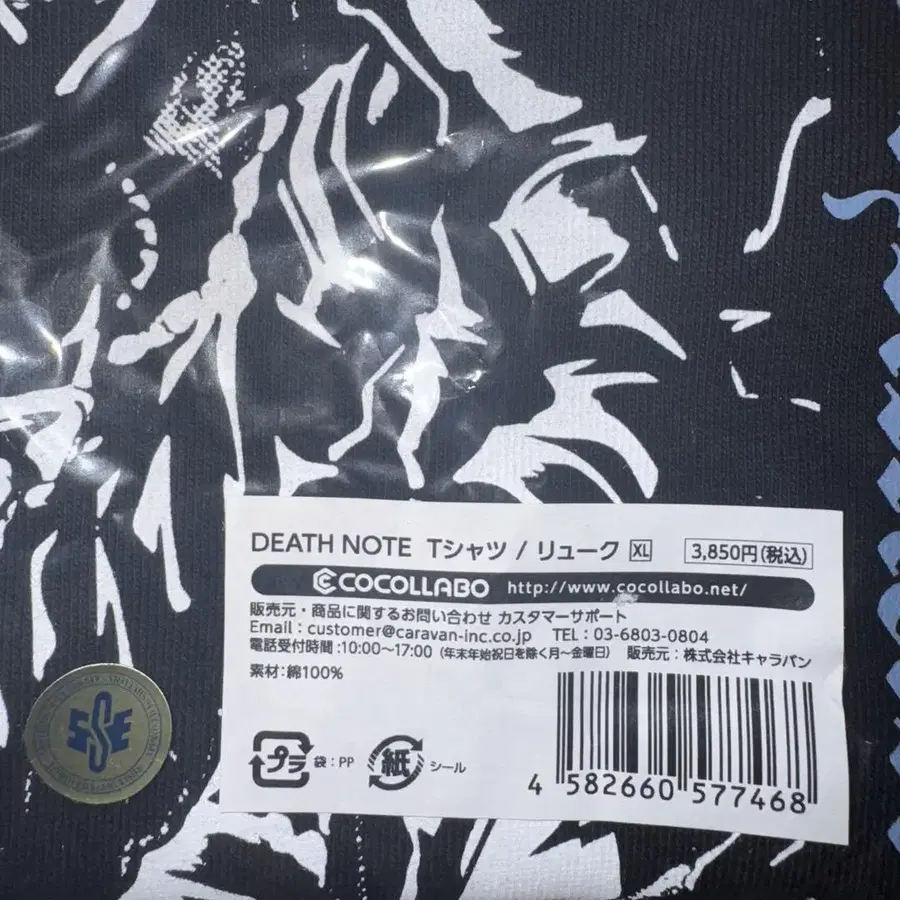 DEATH NOTE Tシャツ / リューク XL 3,850円(税込)
COCOLLABO http://www.cocollabo.net/
販売元・商品に関するお問い合わせ カスタマーサポート
Email：customer@caravan-inc.co.jp TEL：03-6803-0804
電話受付時間：10:00～17:00（年末年始祝日を除く月～金曜日） 販売元：株式会社キャラバン
素材：綿100%
プラ 袋：PP 紙 シール
4 582660 577468
SSE